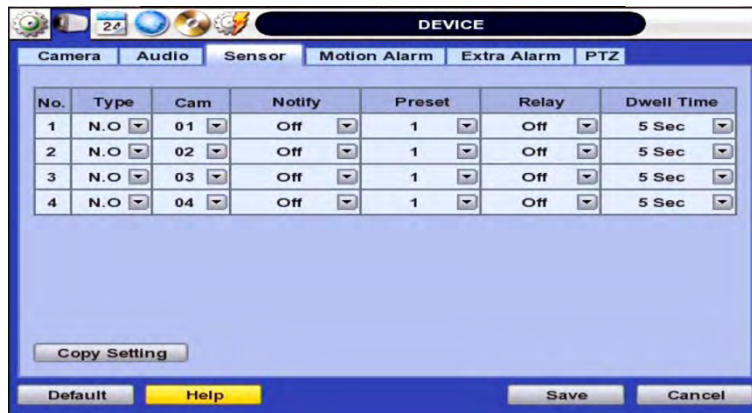 24
DEVICE
Camera Audio Sensor Motion Alarm Extra Alarm PTZ
No. Type Cam Notify Preset Relay Dwell Time
1 N.O 01 Off 1 Off 5 Sec
2 N.O 02 Off 1 Off 5 Sec
3 N.O 03 Off 1 Off 5 Sec
4 N.O 04 Off 1 Off 5 Sec
Copy Setting
Default Help Save Cancel